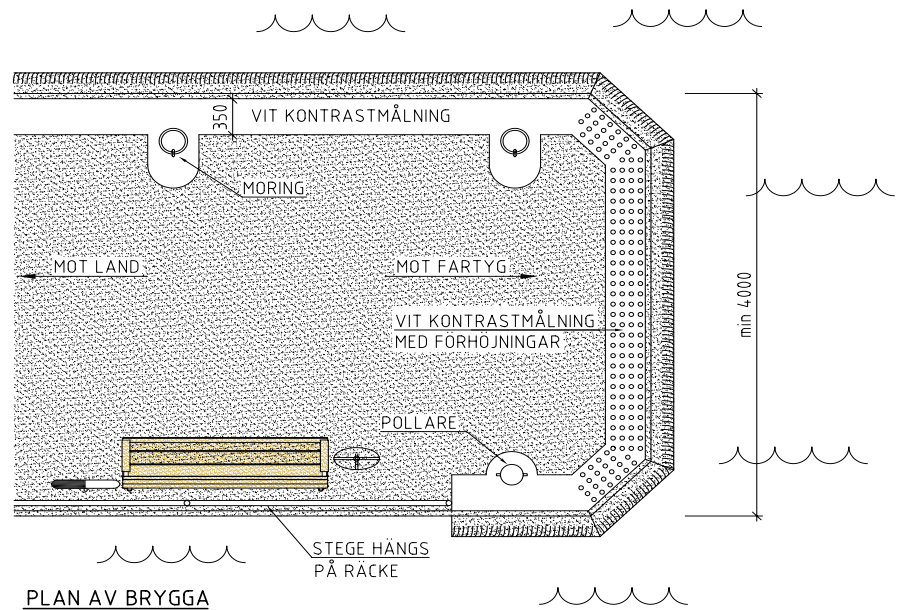 350
VIT KONTRASTMÅLNING
MORING
MOT LAND
MOT FARTYG
min 4000
VIT KONTRASTMÅLNING
MED FÖRHÖJNINGAR
POLLARE
STEGE HÄNGS
PÅ RÄCKE
PLAN AV BRYGGA